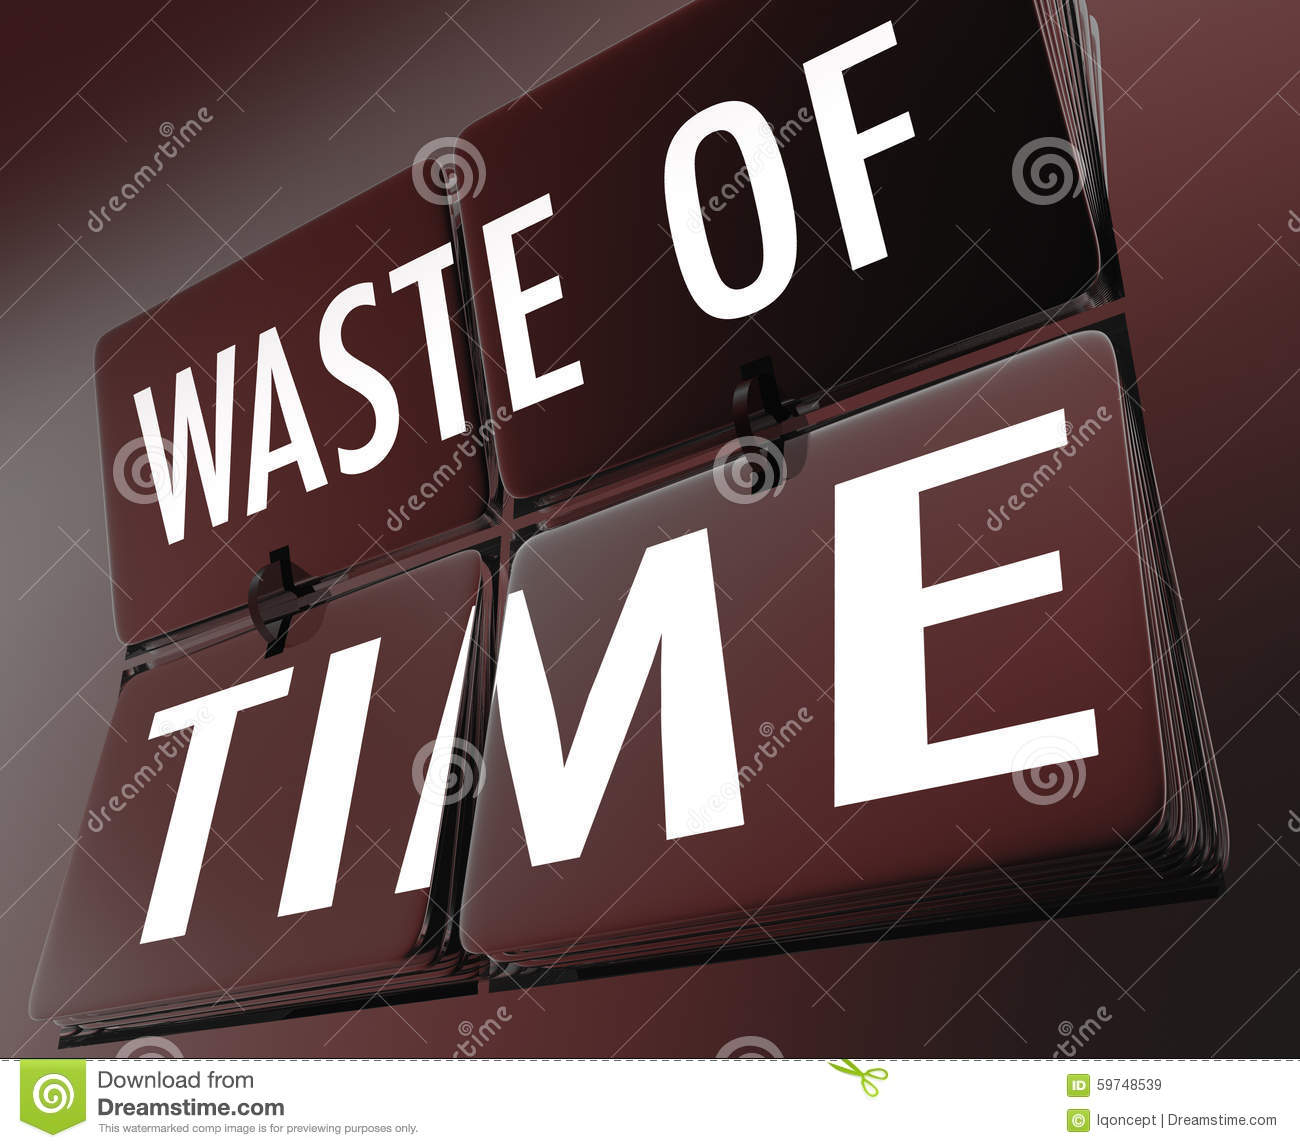 WASTE OF
TIME
dreamstime
Download from
Dreamstime.com
This watermarked comp image is for previewing purposes only.
ID 59748539
© Iqoncept | Dreamstime.com